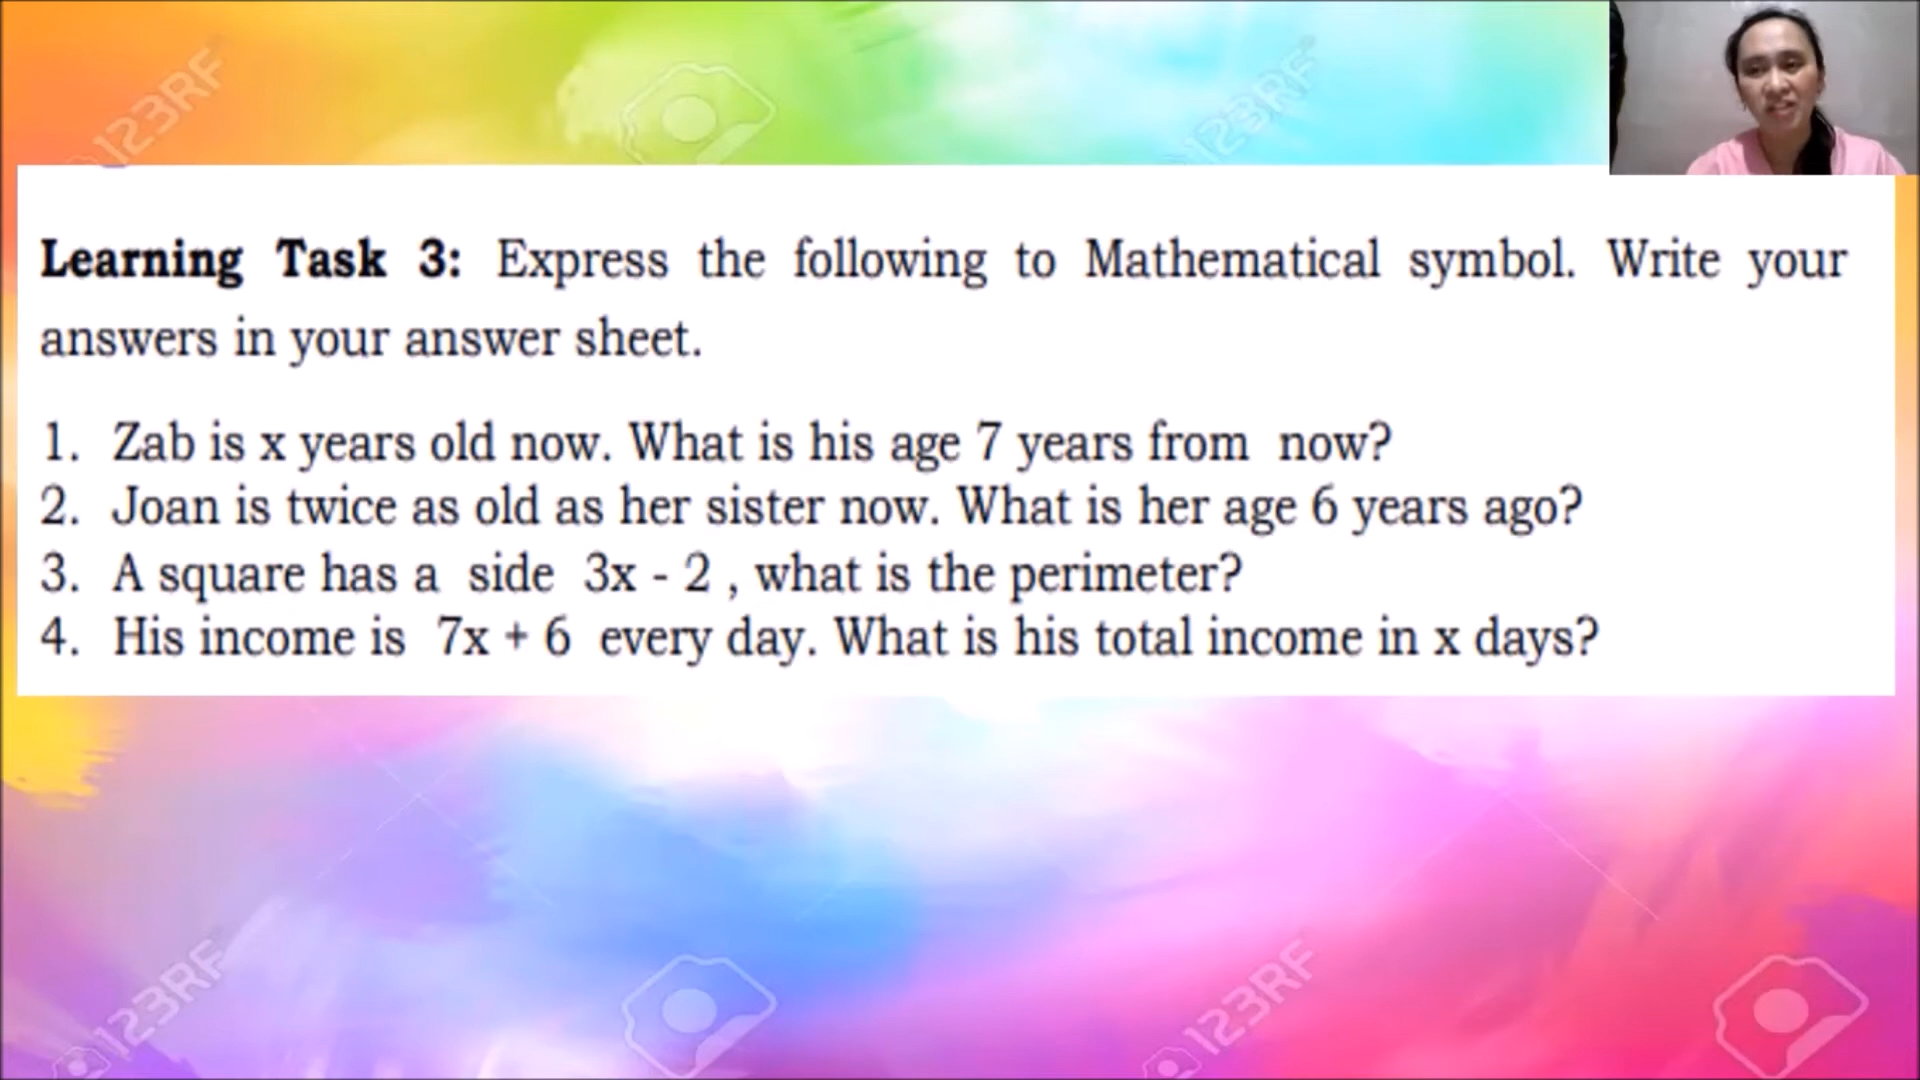 123RF
123RF
Learning Task 3: Express the following to Mathematical symbol. Write your
answers in your answer sheet.
1. Zab is x years old now. What is his age 7 years from now?
2. Joan is twice as old as her sister now. What is her age 6 years ago?
3. A square has a side 3x - 2 , what is the perimeter?
4. His income is 7x + 6 every day. What is his total income in x days?
123RF
123RF